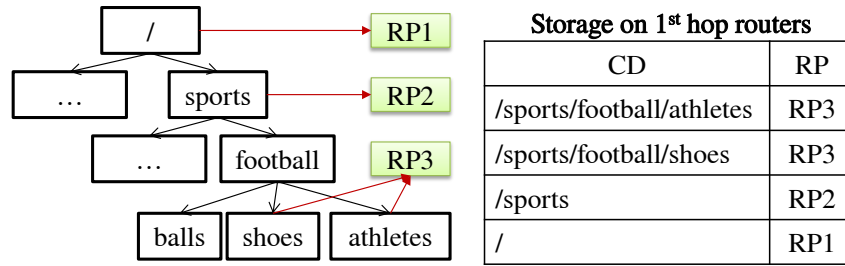 /
RP1
…
sports
RP2
…
football
RP3
balls
shoes
athletes
Storage on 1st hop routers
CD RP
/sports/football/athletes RP3
/sports/football/shoes RP3
/sports RP2
/ RP1